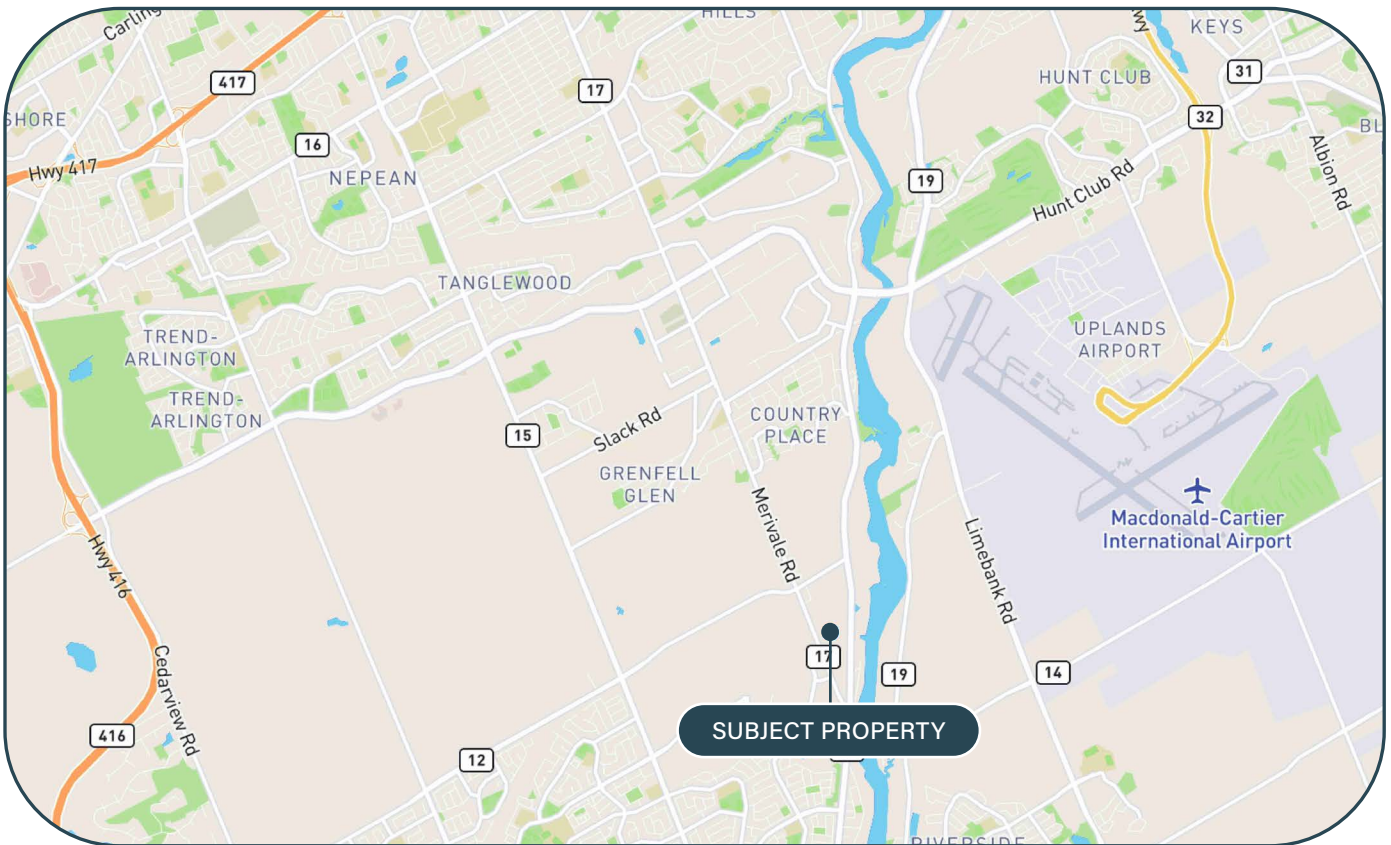 Carling
HILLS
KEYS
417
17
HUNT CLUB
31
SHORE
16
32
BL
Hwy 417
NEPEAN
19
Hunt Club Rd
Albion Rd
TANGLEWOOD
TREND-
ARLINGTON
UPLANDS
AIRPORT
TREND-
ARLINGTON
15
Slack Rd
COUNTRY
PLACE
GRENFELL
GLEN
Merivale Rd
Macdonald-Cartier
International Airport
Hwy 416
Limebank Rd
17
19
14
Cedarview Rd
416
SUBJECT PROPERTY
12
RIVERSIDE
wy